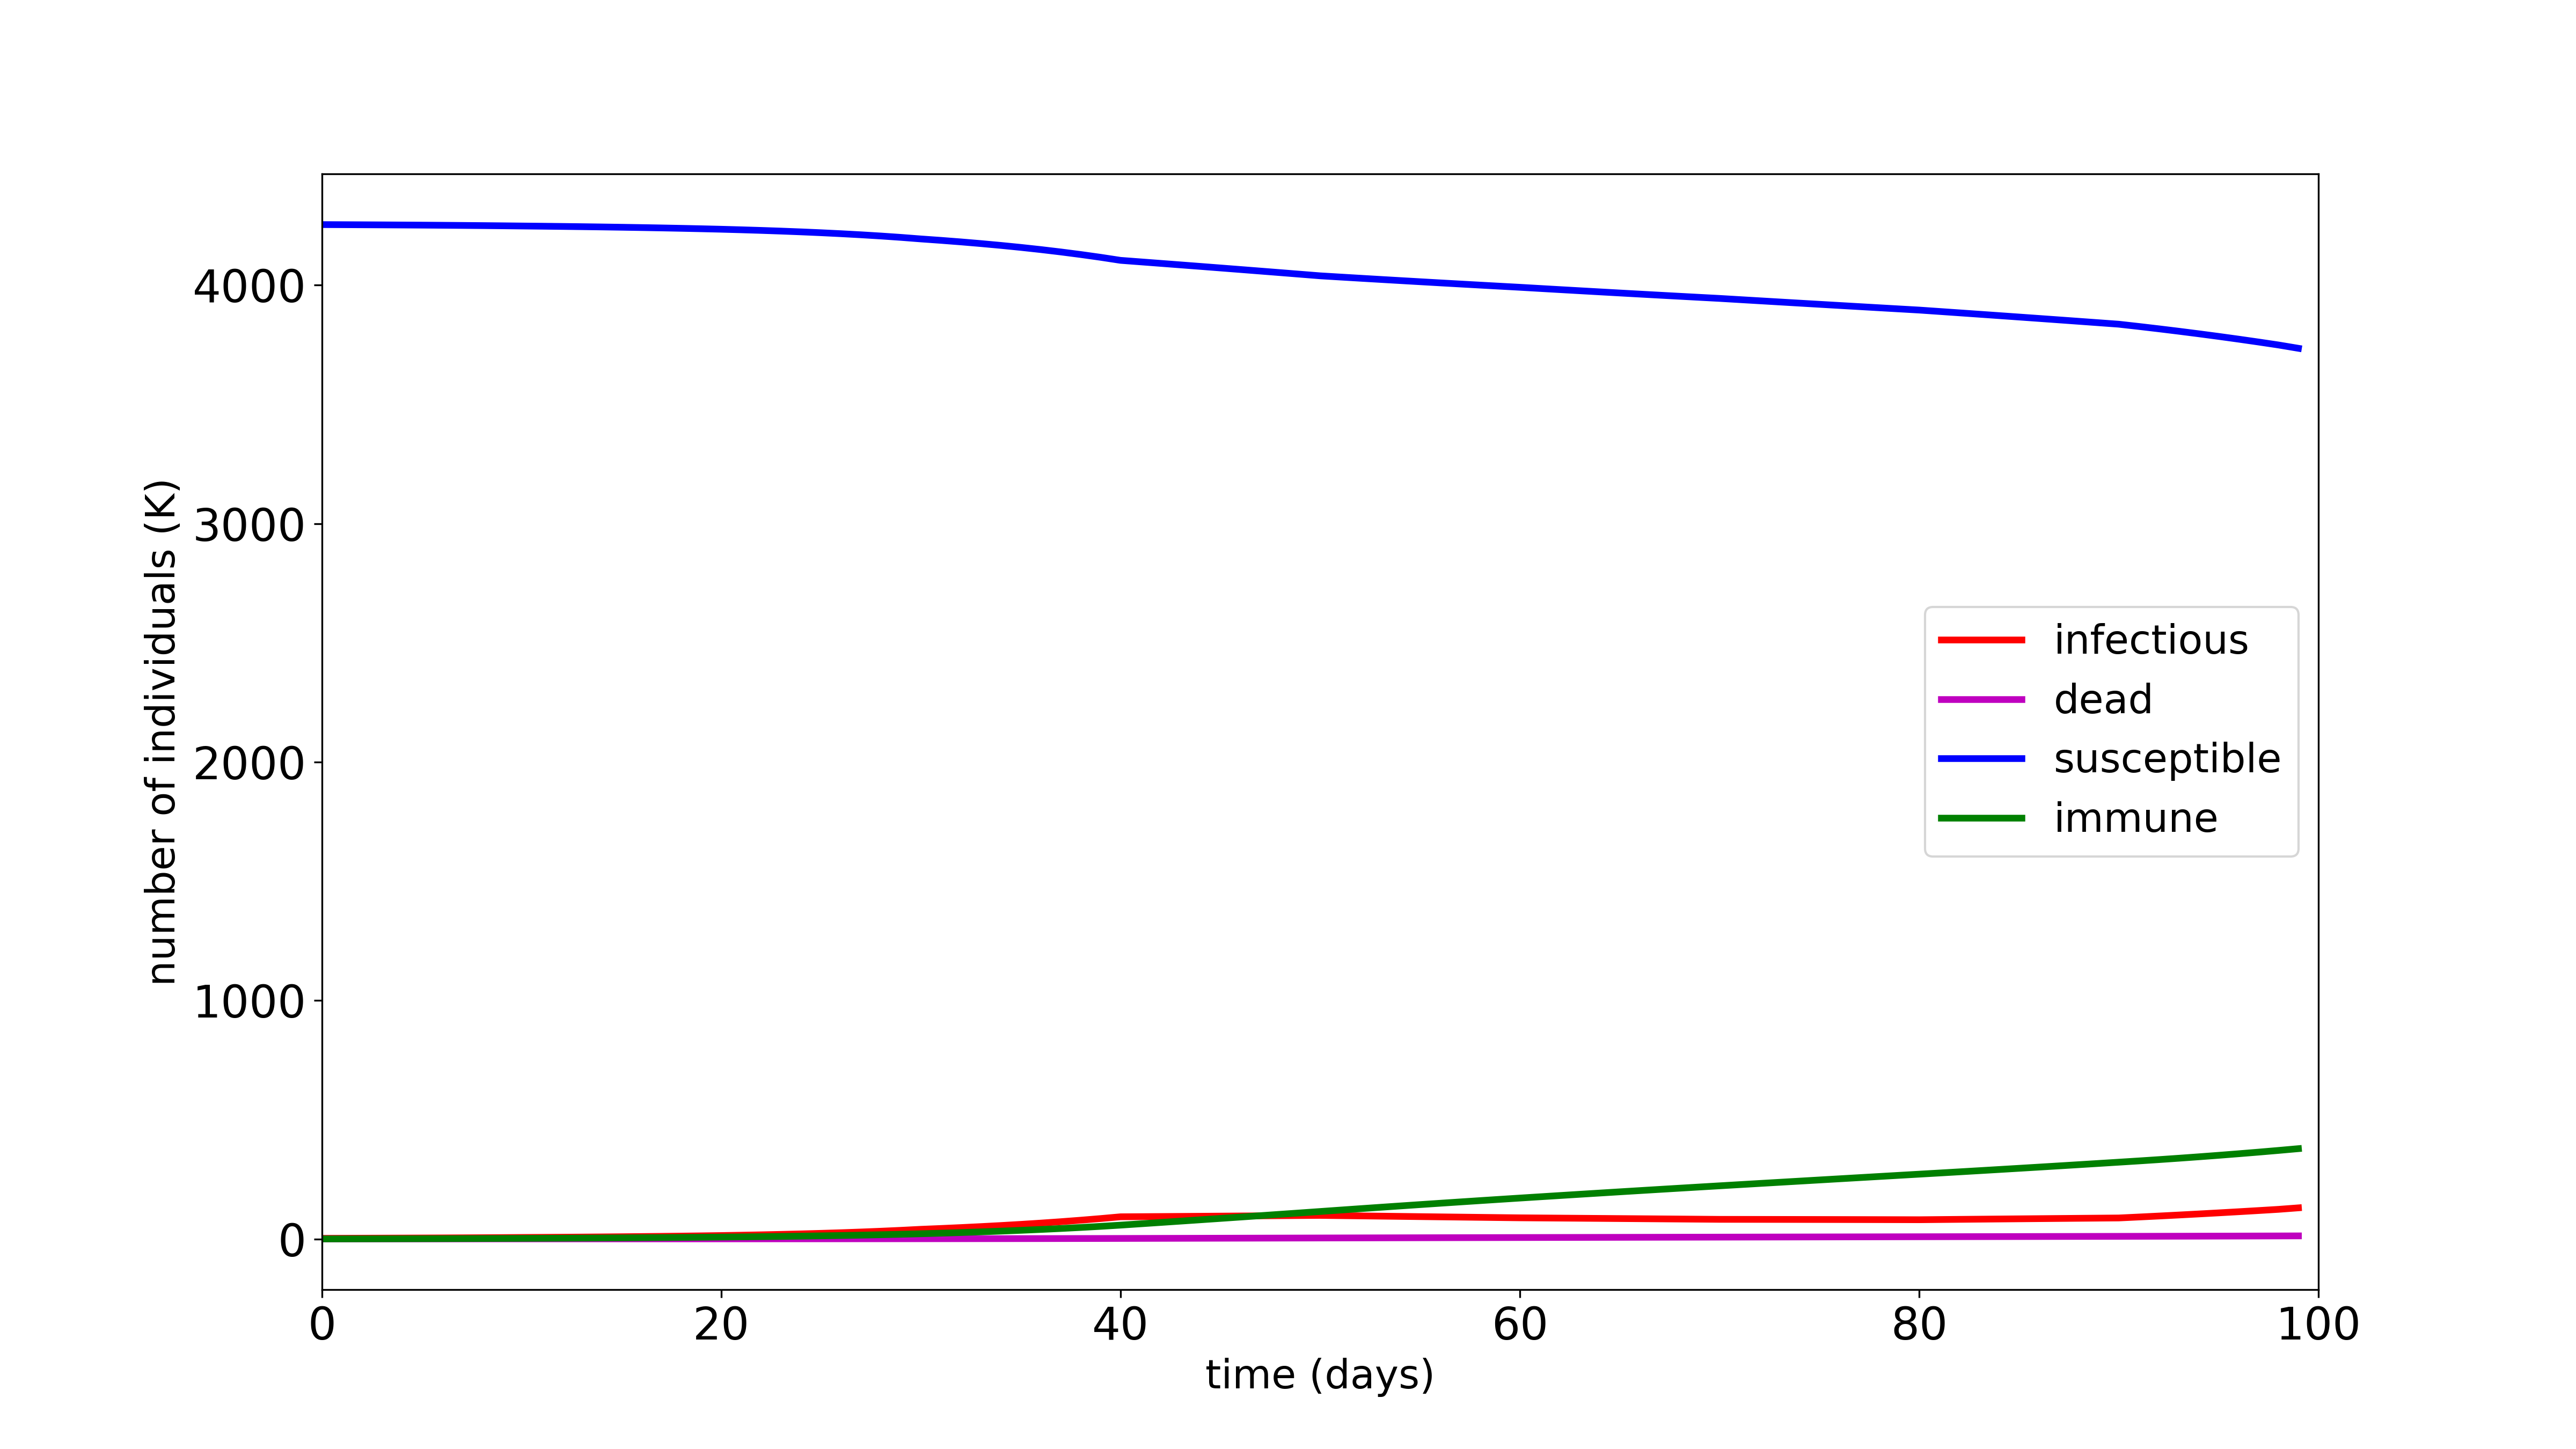 number of individuals (K)
4000
3000
2000
1000
0
infectious
dead
susceptible
immune
0 20 40 60 80 100
time (days)